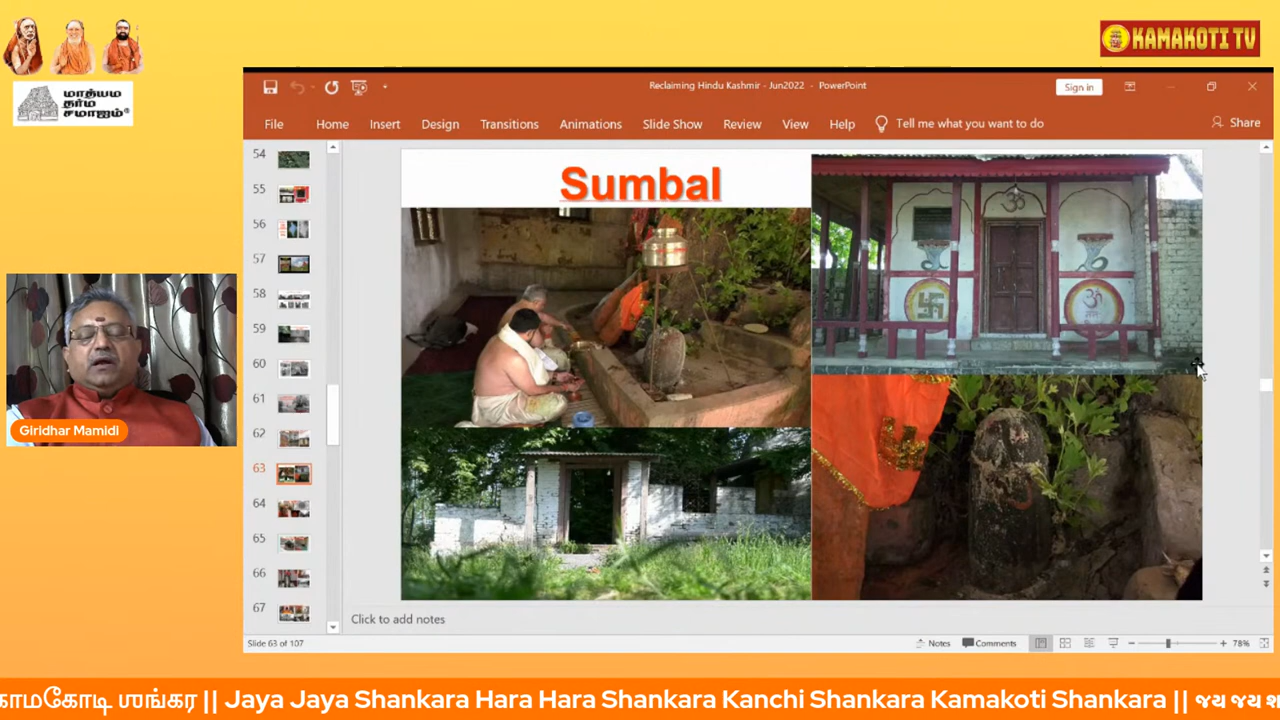 KAMAKOTI TV
மாத்யம
தர்ம
சமாஜம்®
Reclaiming Hindu Kashmir - Jun2022 - PowerPoint
Sign in
File Home Insert Design Transitions Animations Slide Show Review View Help Tell me what you want to do
Share
54
55
56
57
58
59
60
61
62
63
64
65
66
67
Sumbal
ॐ
ॐ
Giridhar Mamidi
Click to add notes
Slide 63 of 107
Notes Comments 78%
காமகோடி ஶங்கர || Jaya Jaya Shankara Hara Hara Shankara Kanchi Shankara Kamakoti Shankara || ஜய ஜய